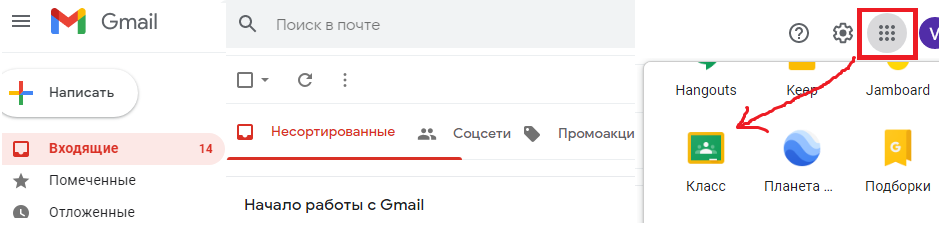 Gmail
Поиск в почте
V
Написать
Hangouts
Keep
Jamboard
Несортированные
Соцсети
Промоакци
Входящие
14
Класс
Планета ...
Подборки
Помеченные
Отложенные
Начало работы с Gmail